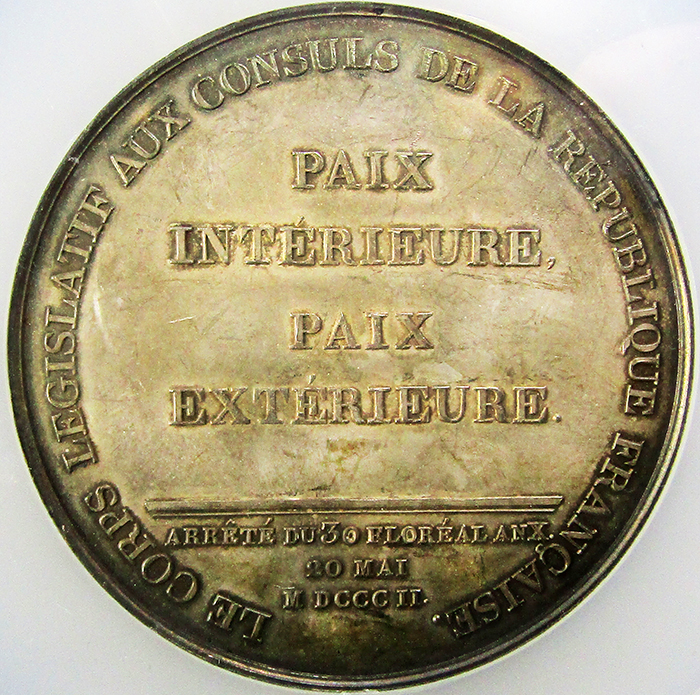 LE CORPS LEGISLATIF AUX CONSULS DE LA RÉPUBLIQUE FRANÇAISE.
PAIX
INTÉRIEURE,
PAIX
EXTÉRIEURE.
ARRÊTÉ DU 30 FLORÉAL AN X.
20 MAI
M DCCC II.